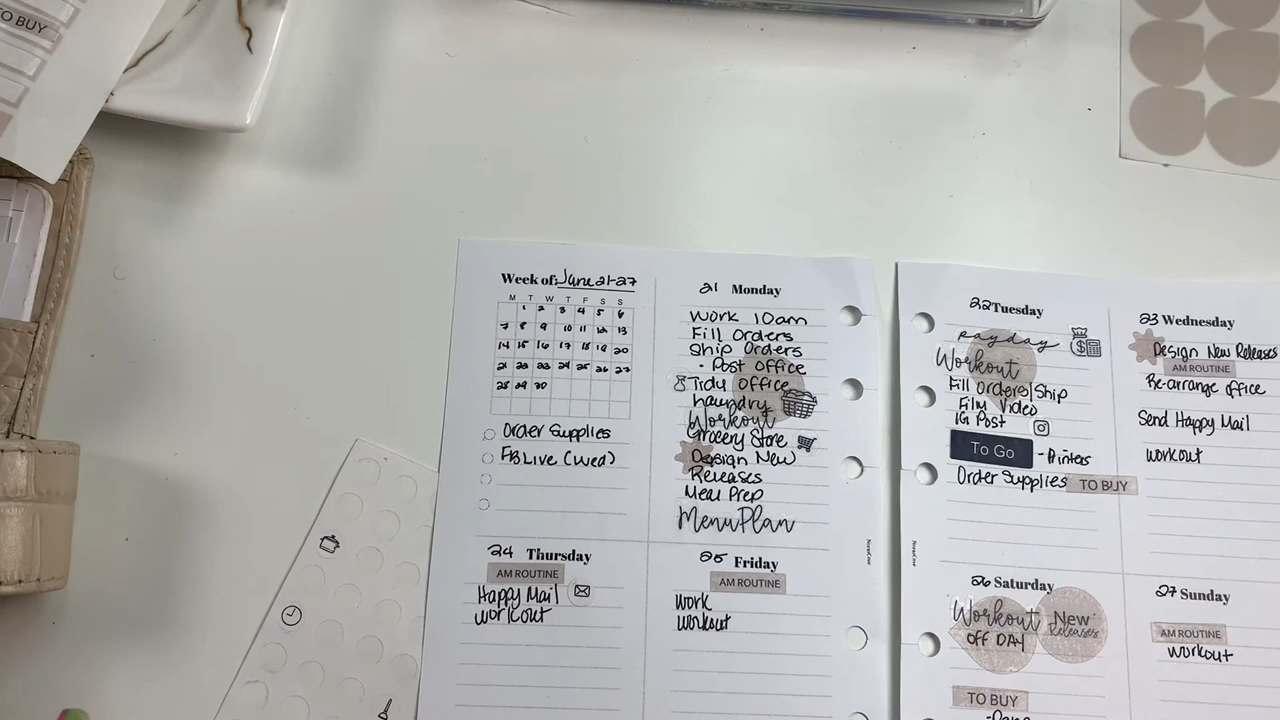 TO BUY
Week of: June 21-27
M T W T F S S
1 2 3 4 5 6
7 8 9 10 11 12 13
14 15 16 17 18 19 20
21 22 23 24 25 26 27
28 29 30
Order Supplies
FB Live (Wed)
21 Monday
Work 10am
Fill Orders
Ship Orders
- Post Office
Tidy Office
Laundry
Workout
Grocery Store
Design New
Releases
Meal Prep
Menu Plan
24 Thursday
AM ROUTINE
Happy Mail
Workout
25 Friday
AM ROUTINE
Work
Workout
22 Tuesday
payday
Workout
Fill Orders/Ship
Film Video
IG Post
To Go
Order Supplies TO BUY
23 Wednesday
Design New Releases
AM ROUTINE
Re-arrange Office
Send Happy Mail
Workout
26 Saturday
Workout
New Releases
OFF DAY
TO BUY
27 Sunday
AM ROUTINE
Workout